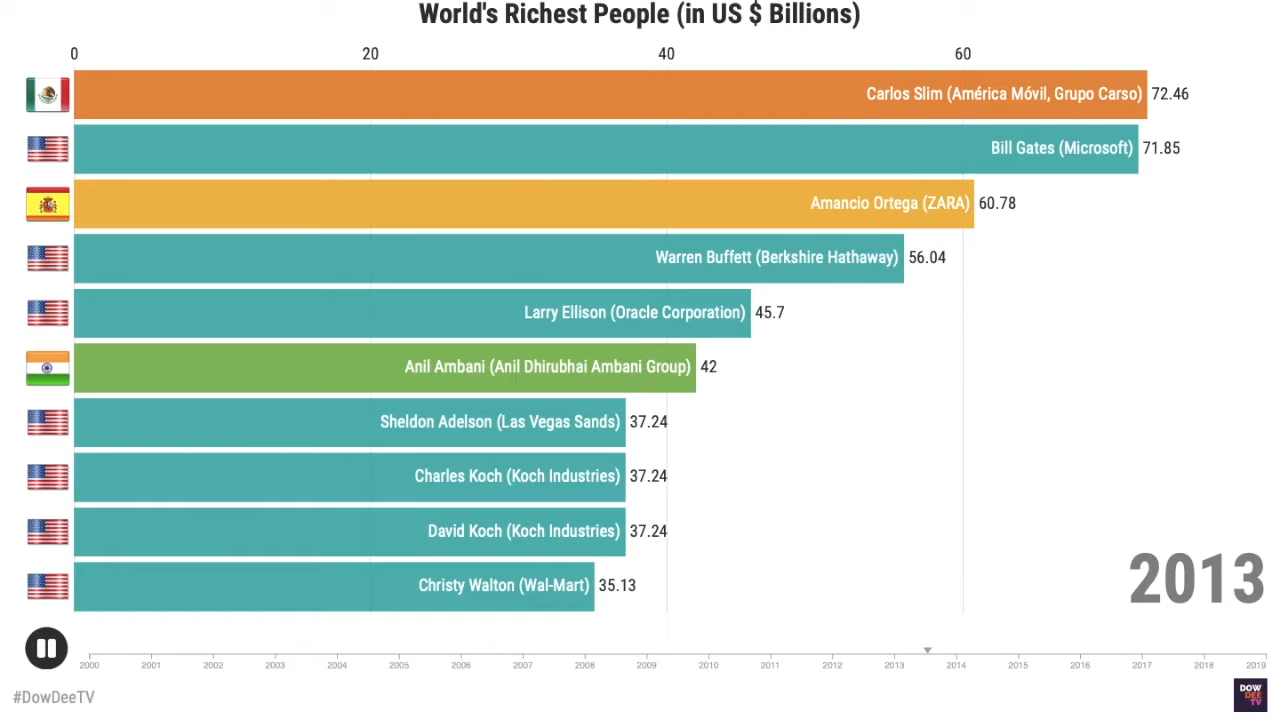 World's Richest People (in US $ Billions)
0 20 40 60
Carlos Slim (América Móvil, Grupo Carso) 72.46
Bill Gates (Microsoft) 71.85
Amancio Ortega (ZARA) 60.78
Warren Buffett (Berkshire Hathaway) 56.04
Larry Ellison (Oracle Corporation) 45.7
Anil Ambani (Anil Dhirubhai Ambani Group) 42
Sheldon Adelson (Las Vegas Sands) 37.24
Charles Koch (Koch Industries) 37.24
David Koch (Koch Industries) 37.24
Christy Walton (Wal-Mart) 35.13
2013
2000 2001 2002 2003 2004 2005 2006 2007 2008 2009 2010 2011 2012 2013 2014 2015 2016 2017 2018 2019
#DowDeeTV
DOW
DEE
TV